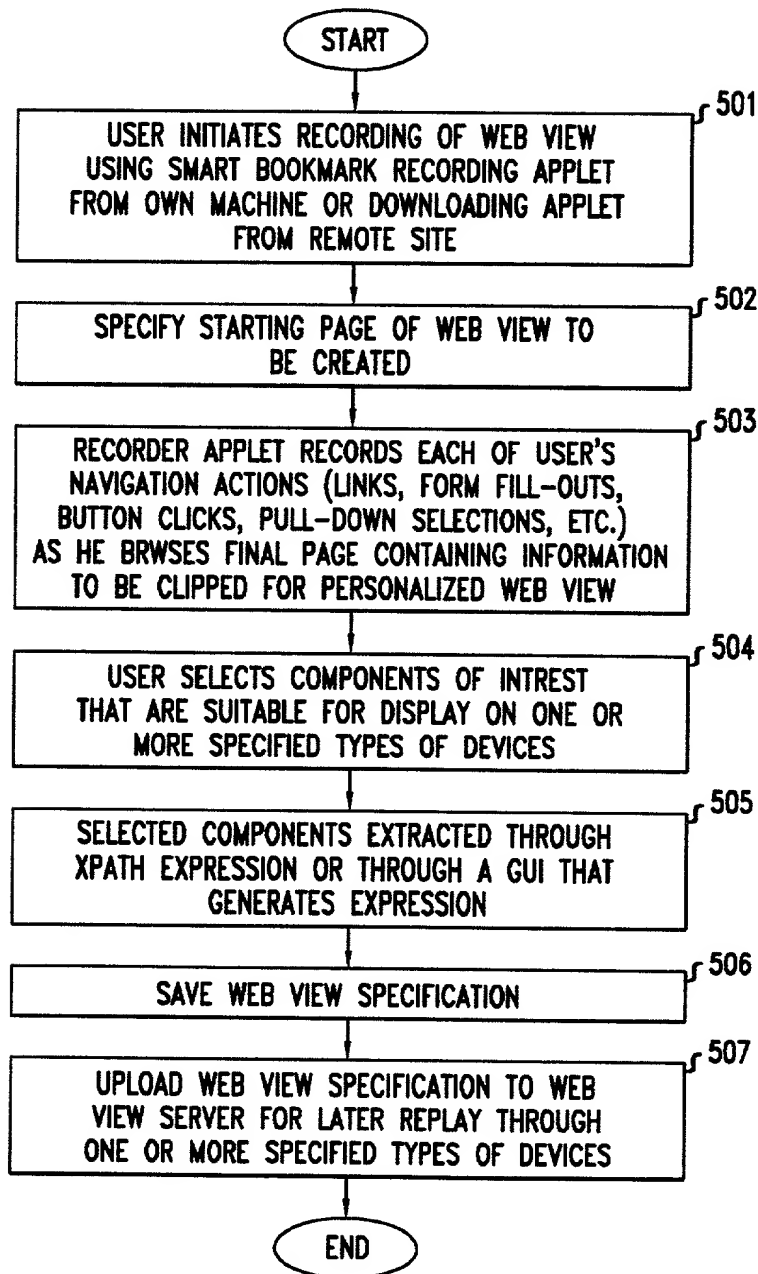 START
501
USER INITIATES RECORDING OF WEB VIEW
USING SMART BOOKMARK RECORDING APPLET
FROM OWN MACHINE OR DOWNLOADING APPLET
FROM REMOTE SITE
502
SPECIFY STARTING PAGE OF WEB VIEW TO
BE CREATED
503
RECORDER APPLET RECORDS EACH OF USER'S
NAVIGATION ACTIONS (LINKS, FORM FILL-OUTS,
BUTTON CLICKS, PULL-DOWN SELECTIONS, ETC.)
AS HE BRWSES FINAL PAGE CONTAINING INFORMATION
TO BE CLIPPED FOR PERSONALIZED WEB VIEW
504
USER SELECTS COMPONENTS OF INTREST
THAT ARE SUITABLE FOR DISPLAY ON ONE OR
MORE SPECIFIED TYPES OF DEVICES
505
SELECTED COMPONENTS EXTRACTED THROUGH
XPATH EXPRESSION OR THROUGH A GUI THAT
GENERATES EXPRESSION
506
SAVE WEB VIEW SPECIFICATION
507
UPLOAD WEB VIEW SPECIFICATION TO WEB
VIEW SERVER FOR LATER REPLAY THROUGH
ONE OR MORE SPECIFIED TYPES OF DEVICES
END